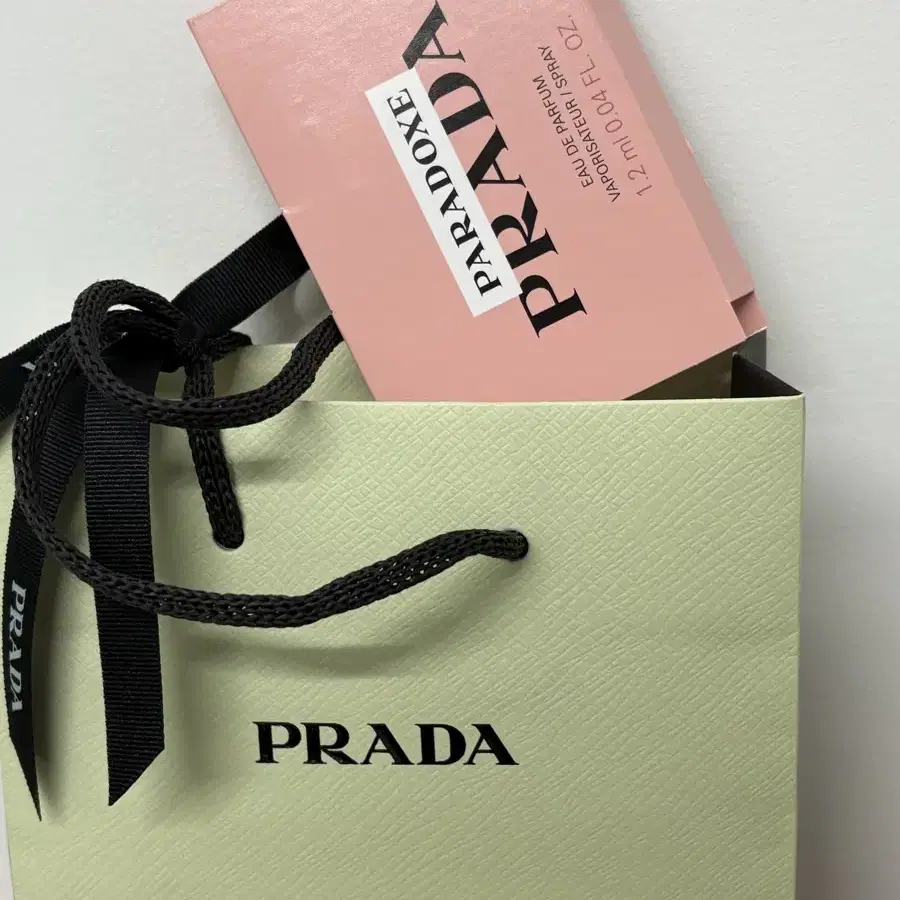 PRADA
PARADOXE
EAU DE PARFUM
VAPORISATEUR/SPRAY
1.2 ml 0.04 FL. OZ.
PRADA
PRADA